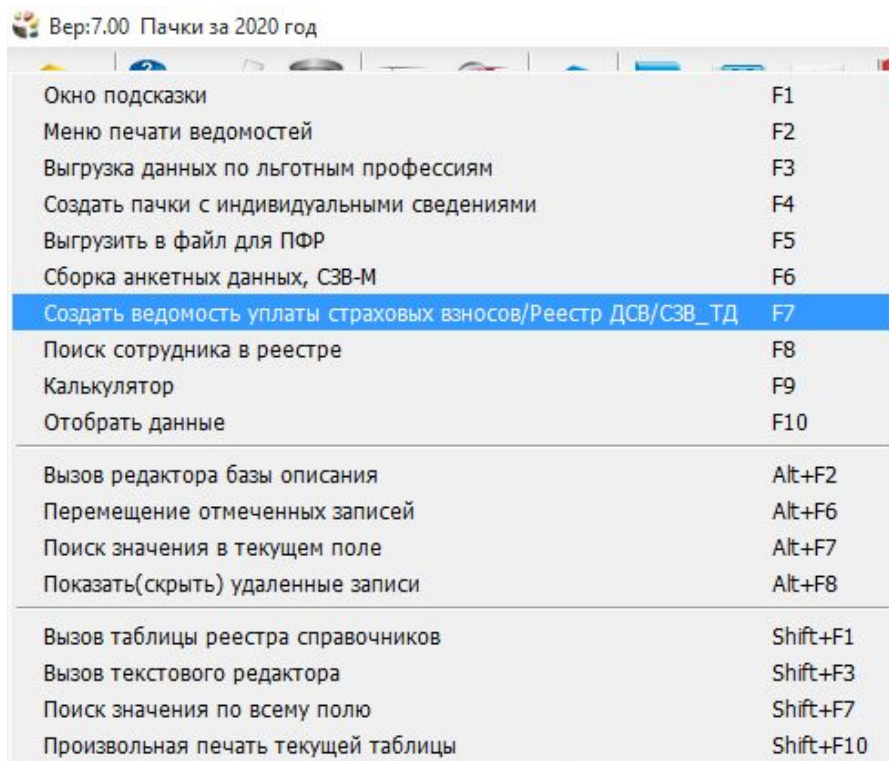 Вер:7.00 Пачки за 2020 год
Окно подсказки F1
Меню печати ведомостей F2
Выгрузка данных по льготным профессиям F3
Создать пачки с индивидуальными сведениями F4
Выгрузить в файл для ПФР F5
Сборка анкетных данных, СЗВ-М F6
Создать ведомость уплаты страховых взносов/Реестр ДСВ/СЗВ_ТД F7
Поиск сотрудника в реестре F8
Калькулятор F9
Отобрать данные F10
Вызов редактора базы описания Alt+F2
Перемещение отмеченных записей Alt+F6
Поиск значения в текущем поле Alt+F7
Показать(скрыть) удаленные записи Alt+F8
Вызов таблицы реестра справочников Shift+F1
Вызов текстового редактора Shift+F3
Поиск значения по всему полю Shift+F7
Произвольная печать текущей таблицы Shift+F10